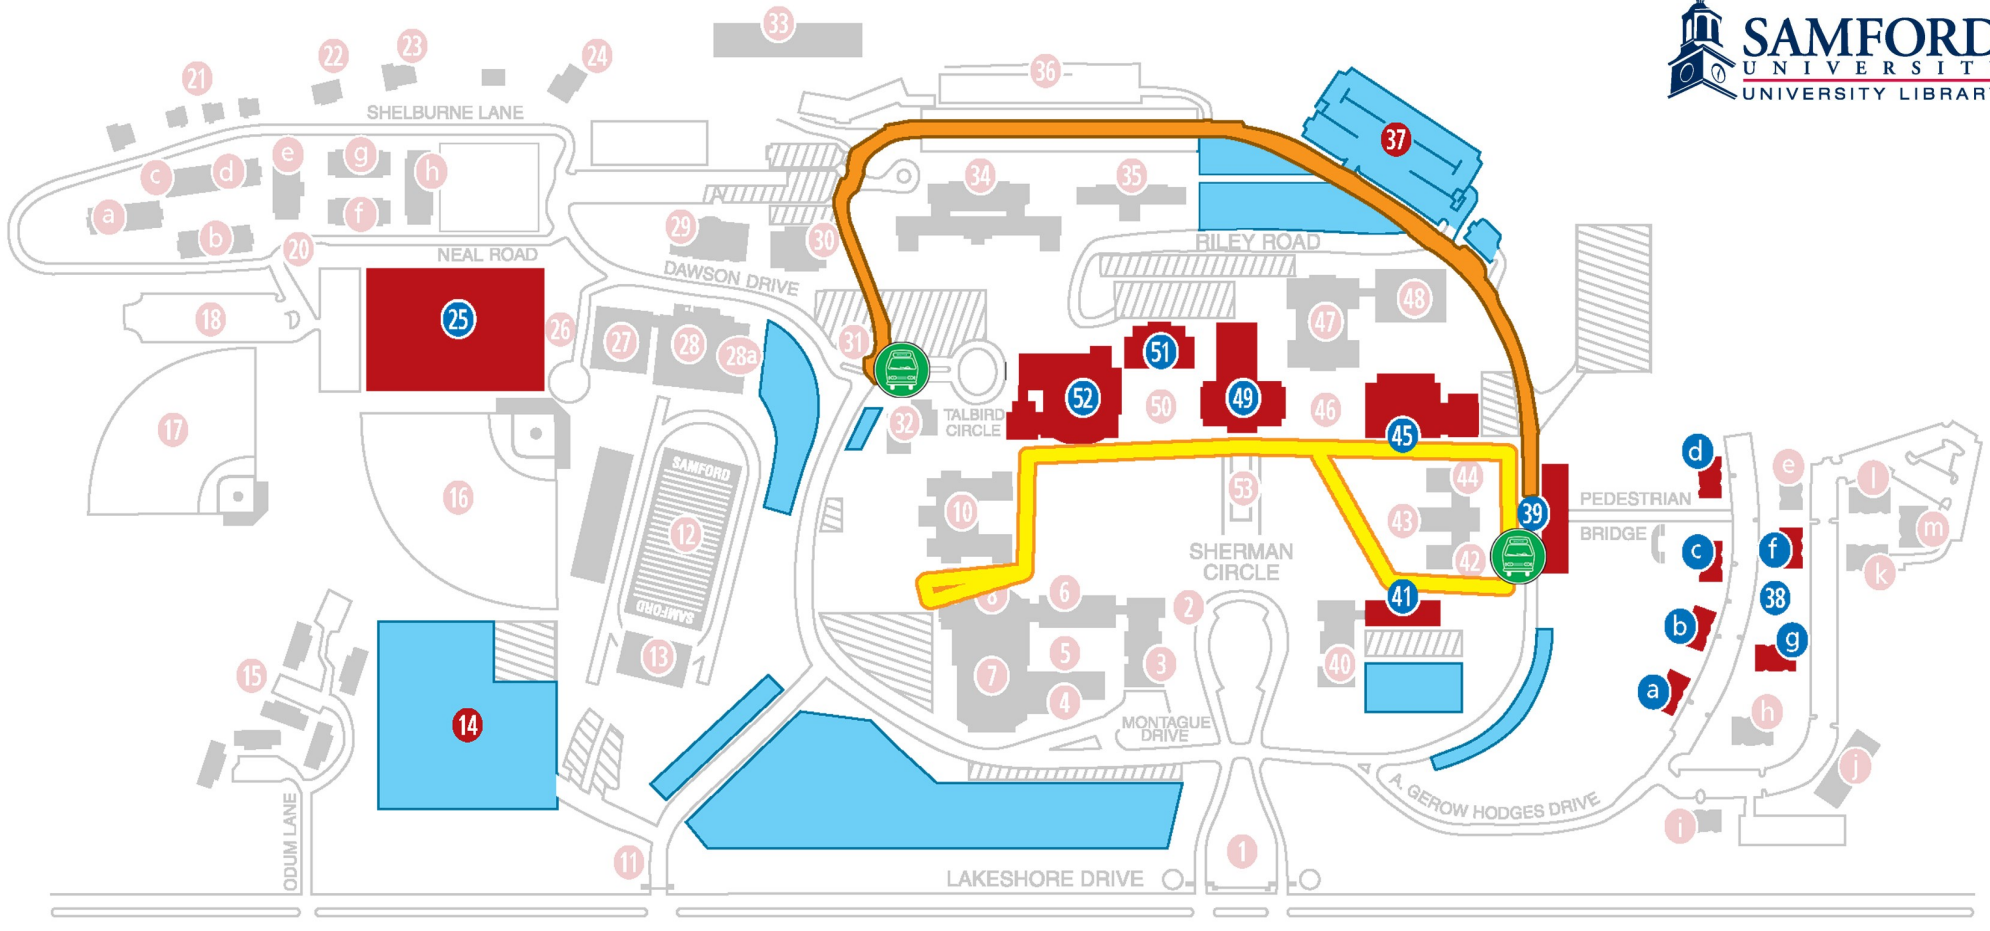 SAMFORD
UNIVERSIT
UNIVERSITY LIBRAR
33
23
22
24
21
36
SHELBURNE LANE
37
e
g
h
c
d
34
35
a
f
b
29
30
20
NEAL ROAD
RILEY ROAD
DAWSON DRIVE
48
18
25
26
27
28
28a
31
47
51
52
49
50
46
45
TALBIRD
CIRCLE
32
17
SAMFORD
d
e
l
44
53
16
10
PEDESTRIAN
39
43
12
BRIDGE
m
SHERMAN
CIRCLE
42
c
f
k
SAMFORD
8
6
2
41
38
b
g
13
5
3
40
15
7
4
a
h
14
MONTAGUE
DRIVE
j
A. GEROW HODGES DRIVE
i
ODUM LANE
11
1
LAKESHORE DRIVE